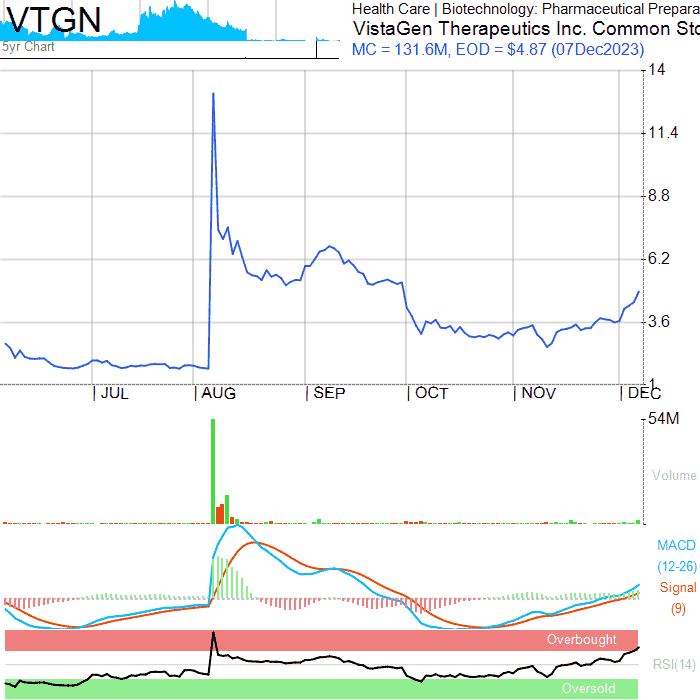 VTGN
5yr Chart
Health Care | Biotechnology: Pharmaceutical Prepara
VistaGen Therapeutics Inc. Common Sto
MC = 131.6M, EOD = $4.87 (07Dec2023)
14
11.4
8.8
6.2
3.6
1
JUL
AUG
SEP
OCT
NOV
DEC
54M
Volume
MACD
(12-26)
Signal
(9)
Overbought
RSI(14)
Oversold